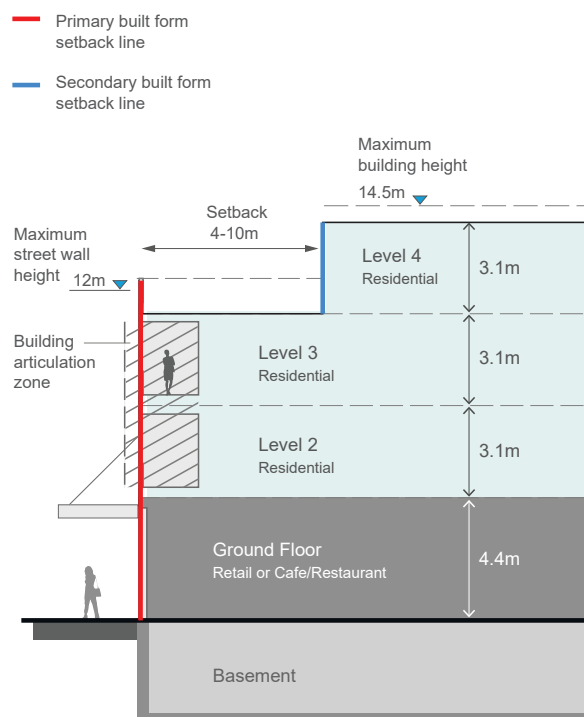 Primary built form
setback line
Secondary built form
setback line
Maximum
building height
14.5m
Setback
4-10m
Maximum
street wall
height
12m
Level 4
Residential
3.1m
Building
articulation
zone
Level 3
Residential
3.1m
Level 2
Residential
3.1m
Ground Floor
Retail or Cafe/Restaurant
4.4m
Basement